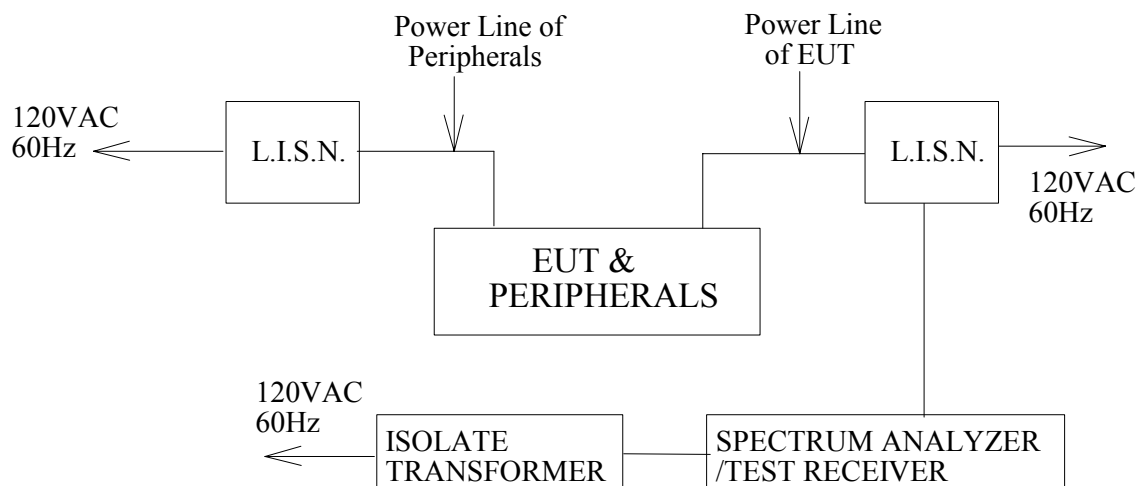 Power Line of
Peripherals
Power Line
of EUT
120VAC
60Hz
L.I.S.N.
L.I.S.N.
120VAC
60Hz
EUT &
PERIPHERALS
120VAC
60Hz
ISOLATE
TRANSFORMER
SPECTRUM ANALYZER
/TEST RECEIVER